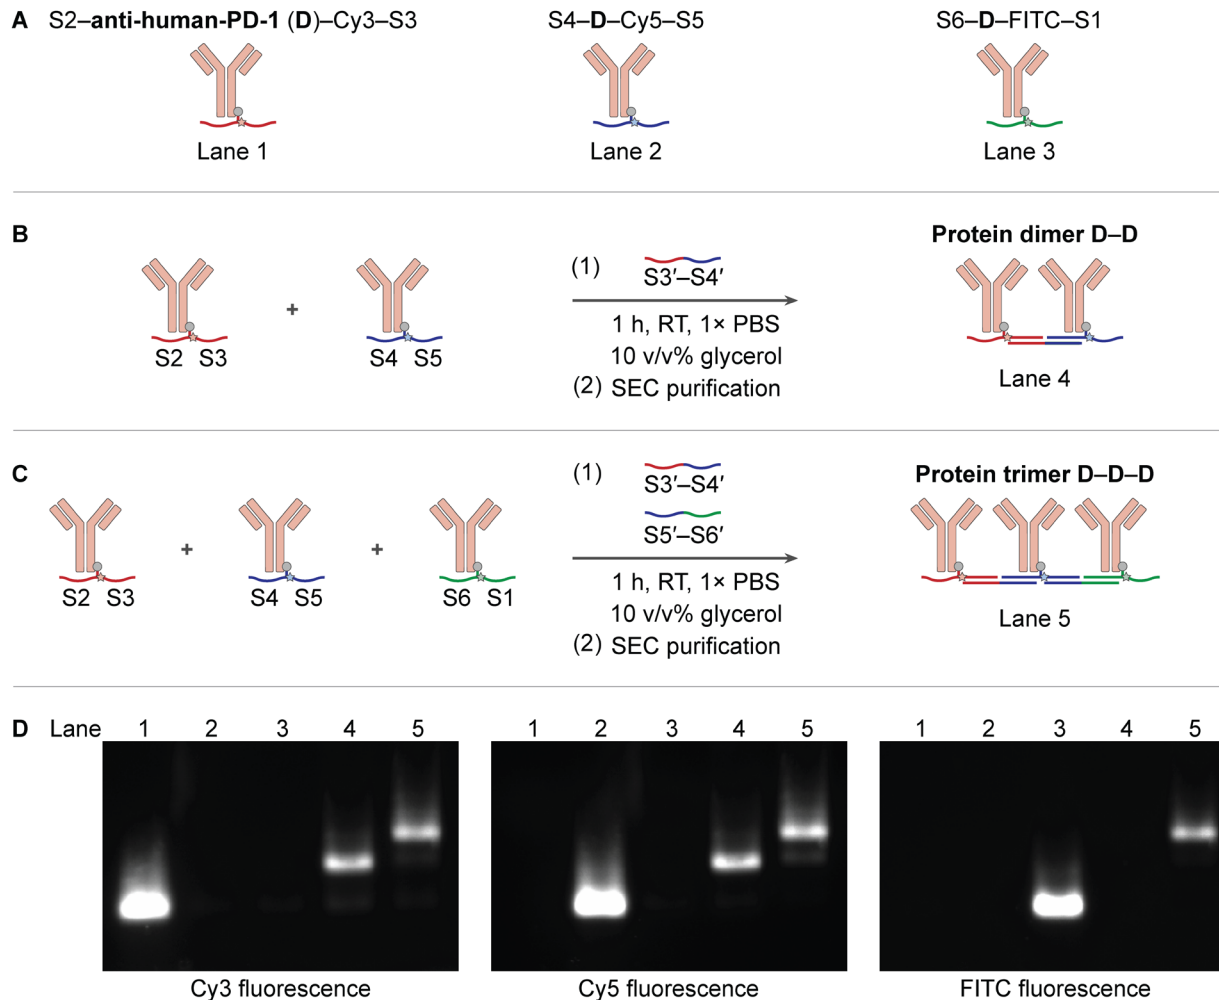 A S2–anti-human-PD-1 (D)–Cy3–S3 S4–D–Cy5–S5 S6–D–FITC–S1
Lane 1 Lane 2 Lane 3
B Protein dimer D–D
(1) S3′–S4′
+
S2 S3 S4 S5
1 h, RT, 1× PBS
10 v/v% glycerol
(2) SEC purification
Lane 4
C Protein trimer D–D–D
(1) S3′–S4′
S5′–S6′
+ +
S2 S3 S4 S5 S6 S1
1 h, RT, 1× PBS
10 v/v% glycerol
(2) SEC purification
Lane 5
D Lane 1 2 3 4 5 1 2 3 4 5 1 2 3 4 5
Cy3 fluorescence Cy5 fluorescence FITC fluorescence